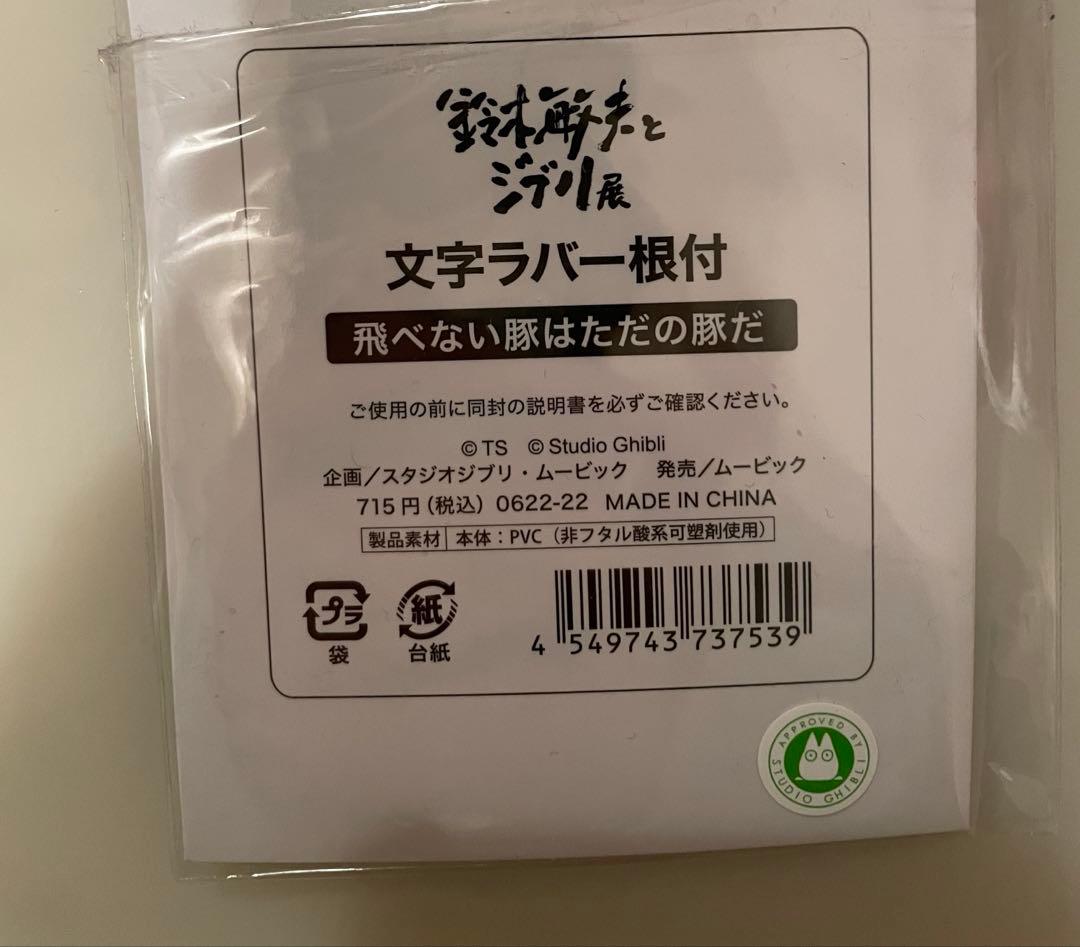 鈴木敏夫と
ジブリ展
文字ラバー根付
飛べない豚はただの豚だ
ご使用の前に同封の説明書を必ずご確認ください。
©TS ©Studio Ghibli
企画／スタジオジブリ・ムービック 発売／ムービック
715円（税込） 0622-22 MADE IN CHINA
製品素材 本体：PVC（非フタル酸系可塑剤使用）
プラ 紙
袋 台紙
4 549743 737539
APPROVED BY STUDIO GHIBLI